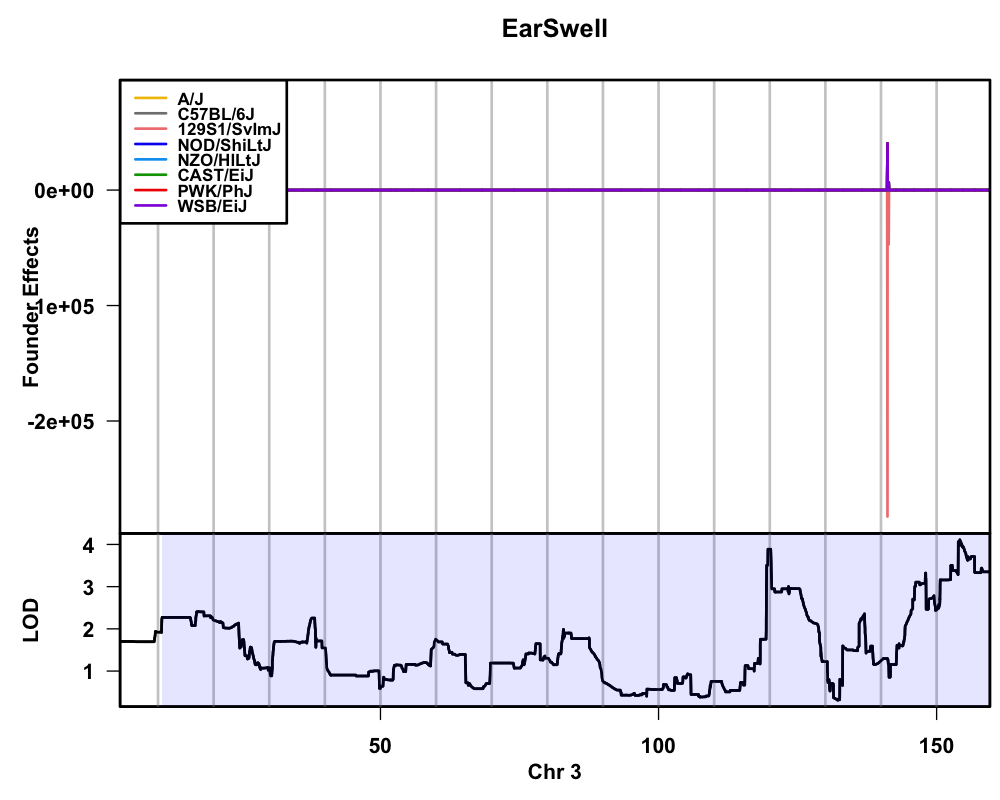 EarSwell
A/J
C57BL/6J
129S1/SvImJ
NOD/ShiLtJ
NZO/HlLtJ
CAST/EiJ
PWK/PhJ
WSB/EiJ
Founder Effects
0e+00
-1e+05
-2e+05
LOD
4
3
2
1
50 100 150
Chr 3